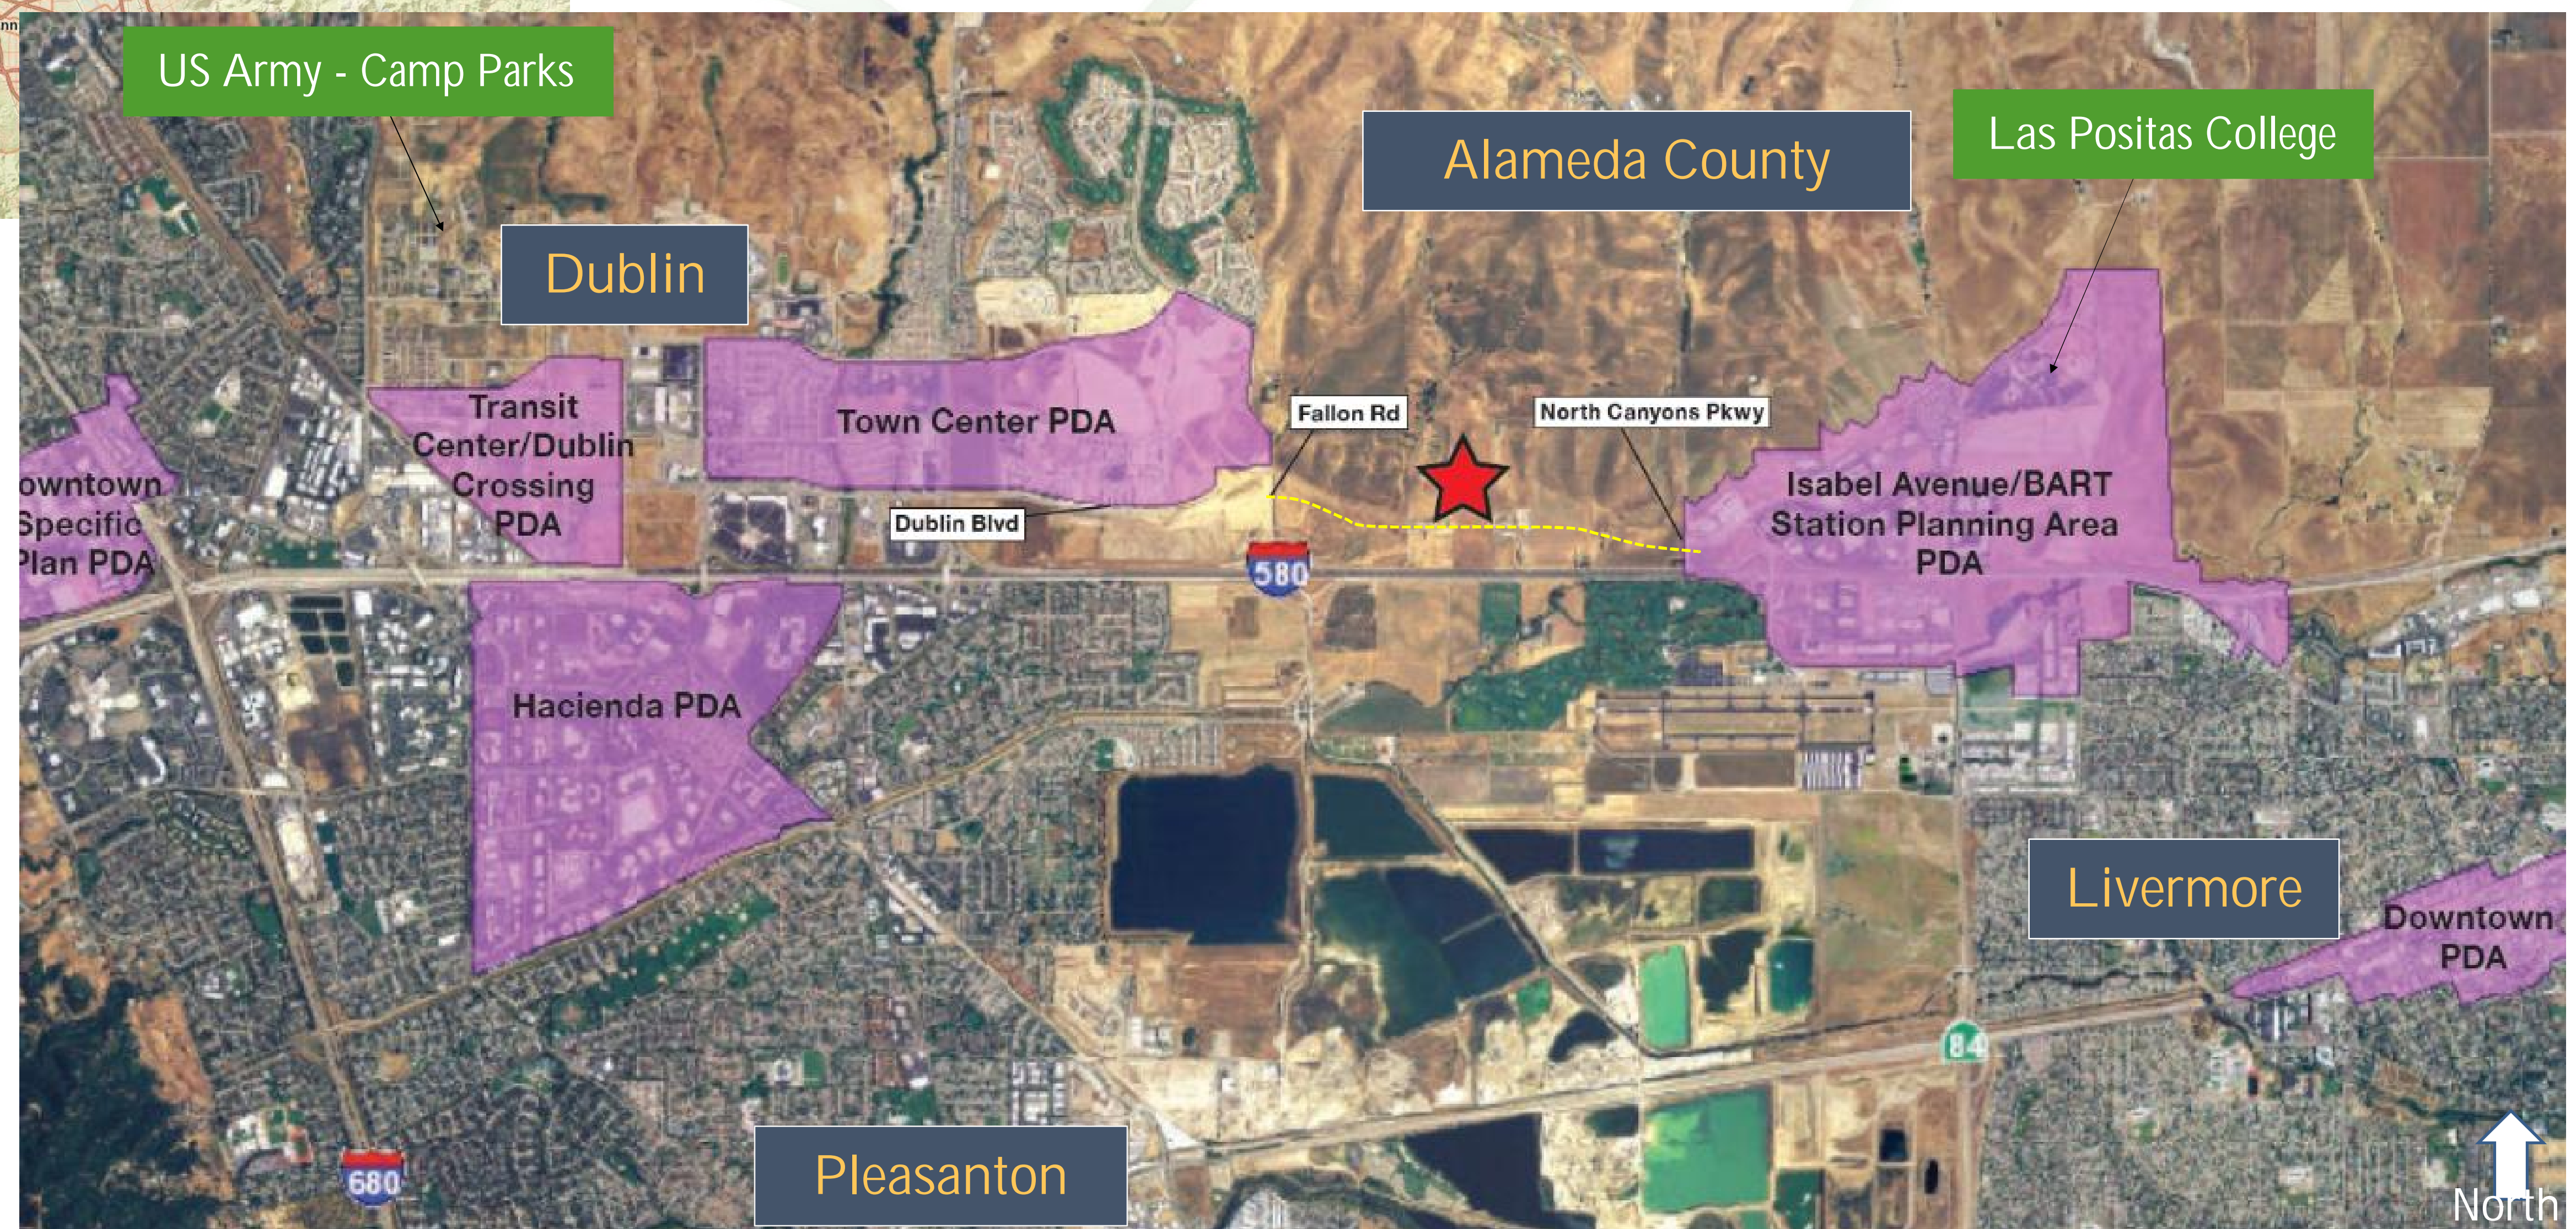 nn
US Army - Camp Parks
Alameda County
Las Positas College
Dublin
Transit
Center/Dublin
Crossing
PDA
Town Center PDA
Fallon Rd
North Canyons Pkwy
owntown
Specific
Plan PDA
Dublin Blvd
Isabel Avenue/BART
Station Planning Area
PDA
580
Hacienda PDA
Livermore
Downtown
PDA
84
Pleasanton
680
North